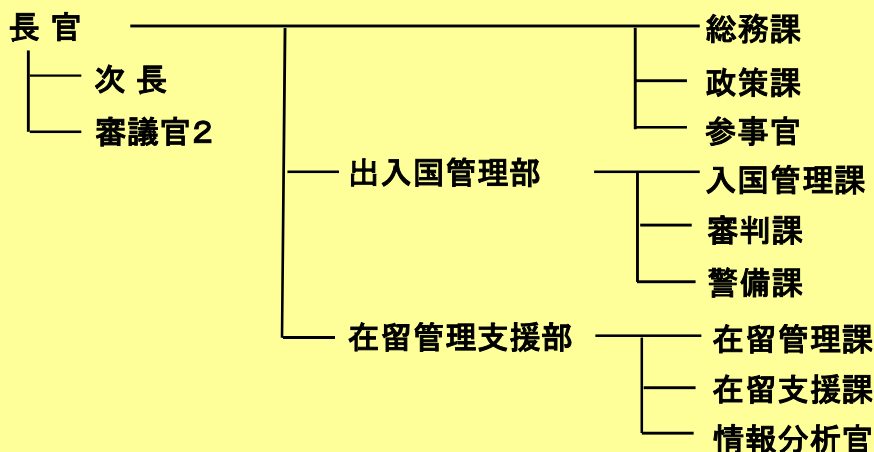 長官
次長
審議官2
総務課
政策課
参事官
出入国管理部
入国管理課
審判課
警備課
在留管理支援部
在留管理課
在留支援課
情報分析官